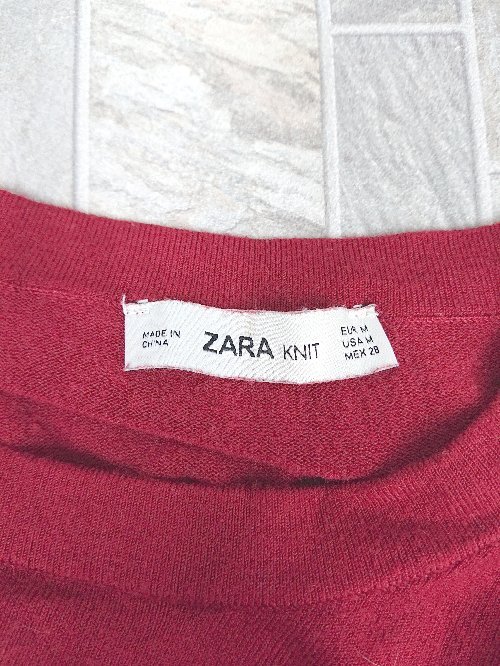 MADE IN
CHINA
ZARA KNIT
EUR M
USA M
MEX 28